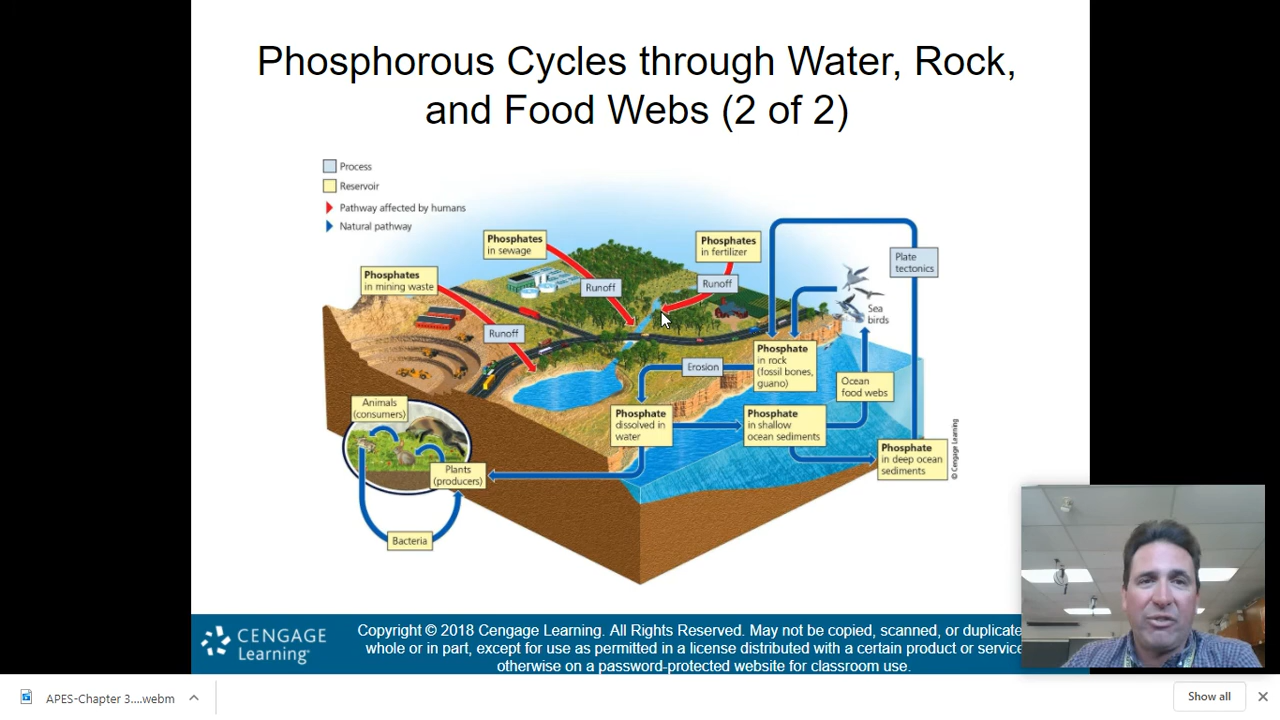 Phosphorous Cycles through Water, Rock,
and Food Webs (2 of 2)
Process
Reservoir
Pathway affected by humans
Natural pathway
Phosphates
in sewage
Phosphates
in fertilizer
Plate
tectonics
Phosphates
in mining waste
Runoff
Runoff
Sea
birds
Runoff
Phosphate
in rock
(fossil bones,
guano)
Erosion
Ocean
food webs
Animals
(consumers)
Phosphate
dissolved in
water
Phosphate
in shallow
ocean sediments
Phosphate
in deep ocean
sediments
Plants
(producers)
Bacteria
© Cengage Learning
CENGAGE
Learning™
Copyright © 2018 Cengage Learning. All Rights Reserved. May not be copied, scanned, or duplicate
whole or in part, except for use as permitted in a license distributed with a certain product or service
otherwise on a password-protected website for classroom use.
APES-Chapter 3....webm
Show all